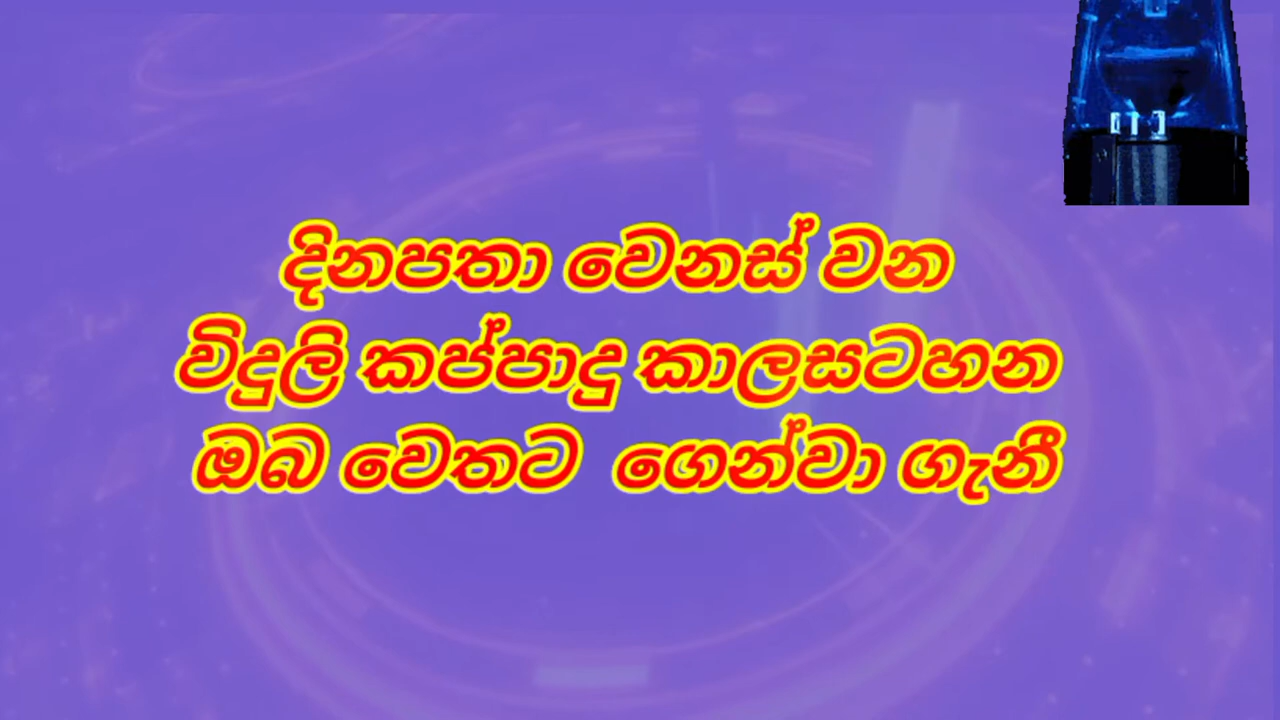 දිනපතා වෙනස් වන
විදුලි කප්පාදු කාලසටහන
ඔබ වෙතට ගෙන්වා ගැනී